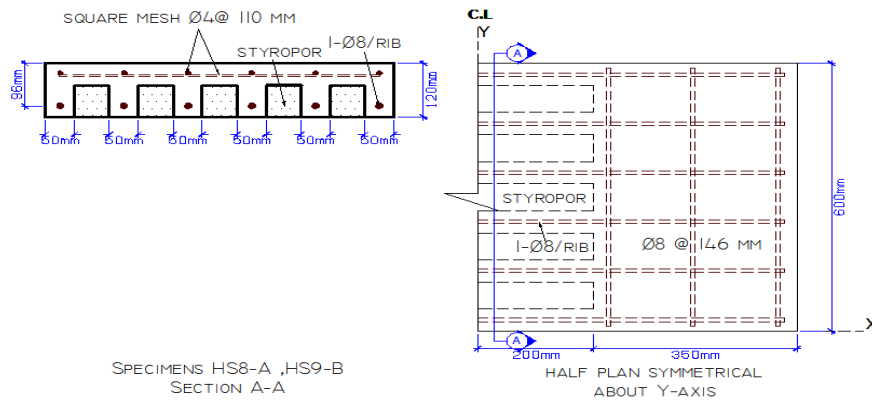 SQUARE MESH Ø4@ 110 MM
STYROPOR
1-Ø8/RIB
96mm
120mm
50mm 50mm 50mm 50mm 50mm 50mm
SPECIMENS HS8-A ,HS9-B
SECTION A-A
C.L
Y
A
STYROPOR
1-Ø8/RIB
Ø8 @ 146 MM
600mm
X
A
200mm
350mm
HALF PLAN SYMMETRICAL
ABOUT Y-AXIS